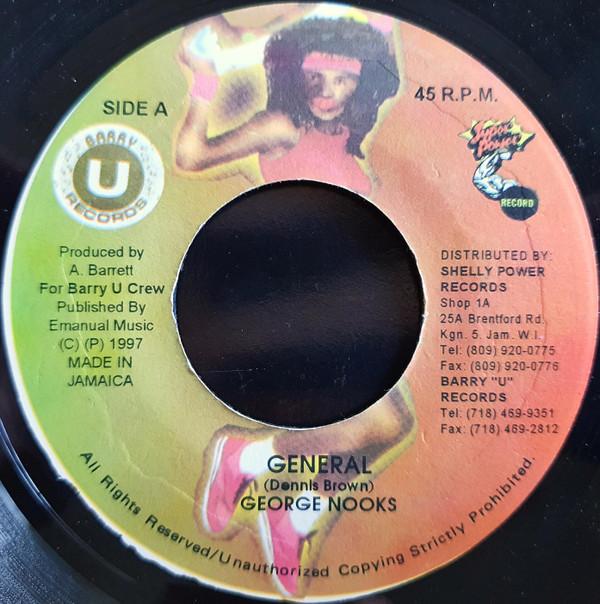 SIDE A
45 R.P.M.
BARRY
U
RECORDS
Super
Power
RECORD
Produced by
A. Barrett
For Barry U Crew
Published By
Emanual Music
(C) (P) 1997
MADE IN
JAMAICA
DISTRIBUTED BY:
SHELLY POWER
RECORDS
Shop 1A
25A Brentford Rd.
Kgn. 5. Jam. W.I.
Tel: (809) 920-0775
Fax: (809) 920-0776
BARRY "U"
RECORDS
Tel: (718) 469-9351
Fax: (718) 469-2812
GENERAL
(Dennis Brown)
GEORGE NOOKS
All Rights Reserved/Unauthorized Copying Strictly Prohibited.